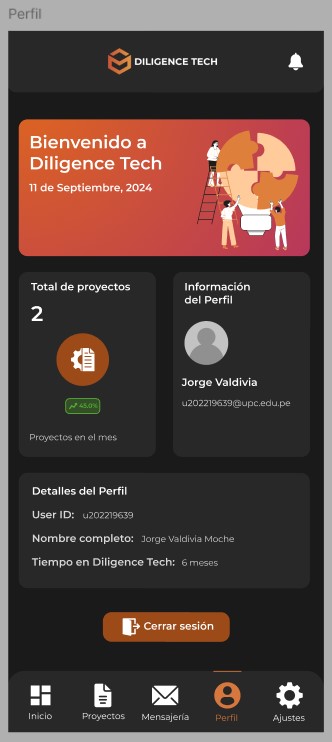 Perfil
DILIGENCE TECH
Bienvenido a
Diligence Tech
11 de Septiembre, 2024
Total de proyectos
2
45,0%
Proyectos en el mes
Información
del Perfil
Jorge Valdivia
u202219639@upc.edu.pe
Detalles del Perfil
User ID: u202219639
Nombre completo: Jorge Valdivia Moche
Tiempo en Diligence Tech: 6 meses
Cerrar sesión
Inicio
Proyectos
Mensajería
Perfil
Ajustes